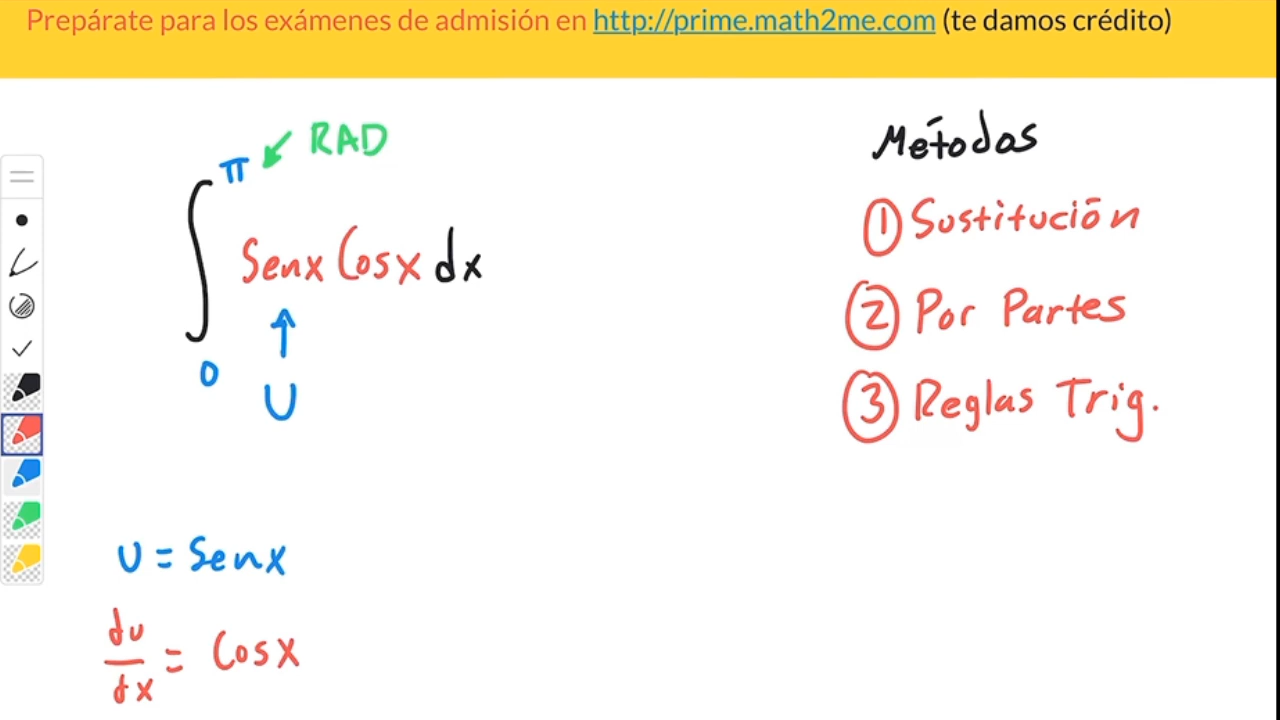 Prepárate para los exámenes de admisión en http://prime.math2me.com (te damos crédito)
π RAD
∫ Senx Cosx dx
0
U
U = Senx
du/dx = Cosx
Métodos
① Sustitución
② Por Partes
③ Reglas Trig.